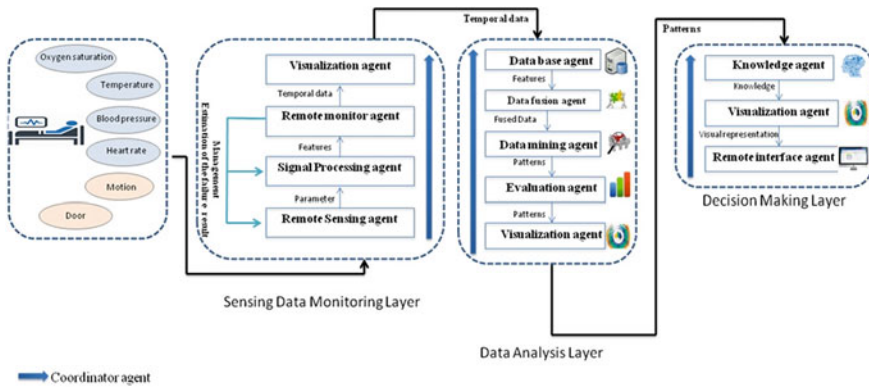 Oxygen saturation
Temperature
Blood pressure
Heart rate
Motion
Door
Management
Estimation of the failure result
Visualization agent
Temporal data
Remote monitor agent
Features
Signal Processing agent
Parameter
Remote Sensing agent
Sensing Data Monitoring Layer
Temporal data
Data base agent
Features
Data fusion agent
Fused Data
Data mining agent
Patterns
Evaluation agent
Patterns
Visualization agent
Data Analysis Layer
Patterns
Knowledge agent
Knowledge
Visualization agent
Visual representation
Remote interface agent
Decision Making Layer
Coordinator agent